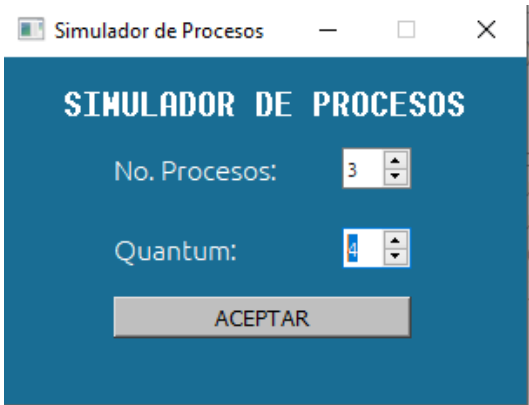 Simulador de Procesos
SIMULADOR DE PROCESOS
No. Procesos: 3
Quantum: 4
ACEPTAR